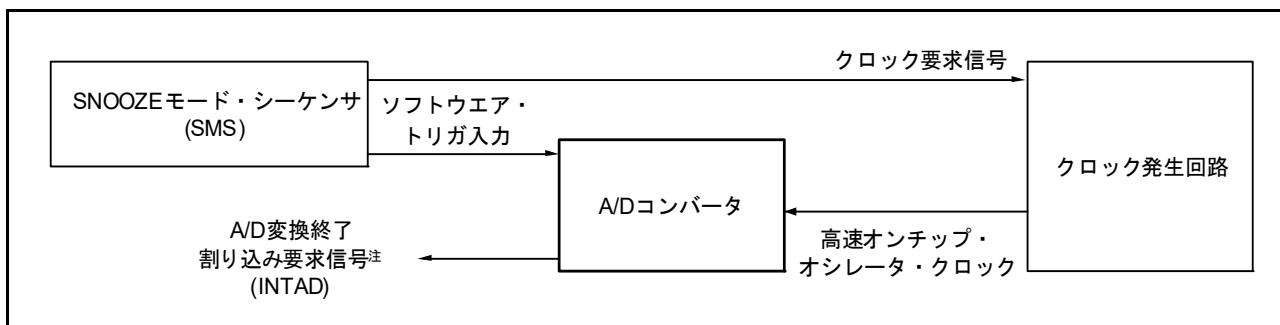 クロック要求信号
SNOOZEモード・シーケンサ
(SMS)
ソフトウエア・
トリガ入力
A/Dコンバータ
クロック発生回路
A/D変換終了
割り込み要求信号注
(INTAD)
高速オンチップ・
オシレータ・クロック